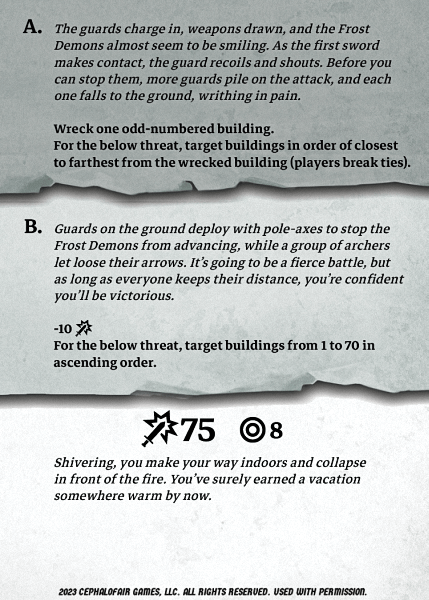 A. The guards charge in, weapons drawn, and the Frost
Demons almost seem to be smiling. As the first sword
makes contact, the guard recoils and shouts. Before you
can stop them, more guards pile on the attack, and each
one falls to the ground, writhing in pain.
Wreck one odd-numbered building.
For the below threat, target buildings in order of closest
to farthest from the wrecked building (players break ties).
B. Guards on the ground deploy with pole-axes to stop the
Frost Demons from advancing, while a group of archers
let loose their arrows. It's going to be a fierce battle, but
as long as everyone keeps their distance, you're confident
you'll be victorious.
-10
For the below threat, target buildings from 1 to 70 in
ascending order.
75 8
Shivering, you make your way indoors and collapse
in front of the fire. You've surely earned a vacation
somewhere warm by now.
2023 CEPHALOFAIR GAMES, LLC. ALL RIGHTS RESERVED. USED WITH PERMISSION.